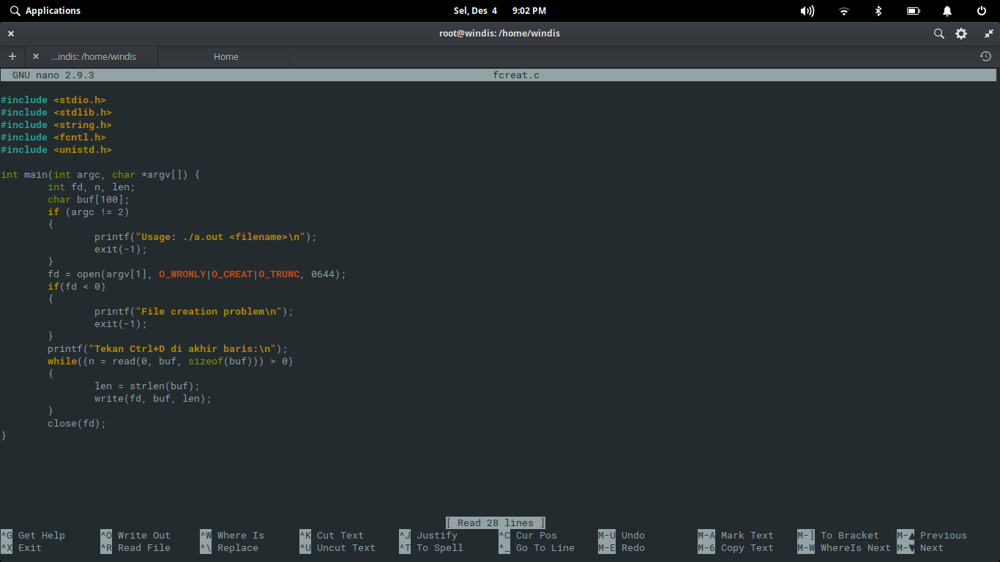 Applications Sel, Des 4 9:02 PM
root@windis: /home/windis
...indis: /home/windis Home
GNU nano 2.9.3 fcreat.c
#include <stdio.h>
#include <stdlib.h>
#include <string.h>
#include <fcntl.h>
#include <unistd.h>
int main(int argc, char *argv[]) {
int fd, n, len;
char buf[100];
if (argc != 2)
{
printf("Usage: ./a.out <filename>\n");
exit(-1);
}
fd = open(argv[1], O_WRONLY|O_CREAT|O_TRUNC, 0644);
if(fd < 0)
{
printf("File creation problem\n");
exit(-1);
}
printf("Tekan Ctrl+D di akhir baris:\n");
while((n = read(0, buf, sizeof(buf))) > 0)
{
len = strlen(buf);
write(fd, buf, len);
}
close(fd);
}
[ Read 28 lines ]
^G Get Help ^O Write Out ^W Where Is ^K Cut Text ^J Justify ^C Cur Pos M-U Undo M-A Mark Text M-] To Bracket M-▲ Previous
^X Exit ^R Read File ^\ Replace ^U Uncut Text ^T To Spell ^_ Go To Line M-E Redo M-6 Copy Text M-W WhereIs Next M-▼ Next